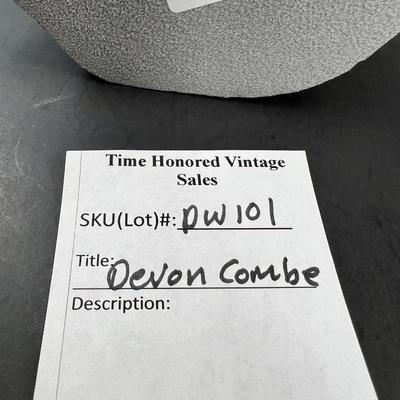 Time Honored Vintage
Sales
SKU(Lot)#: DW101
Title: Devon Combe
Description: